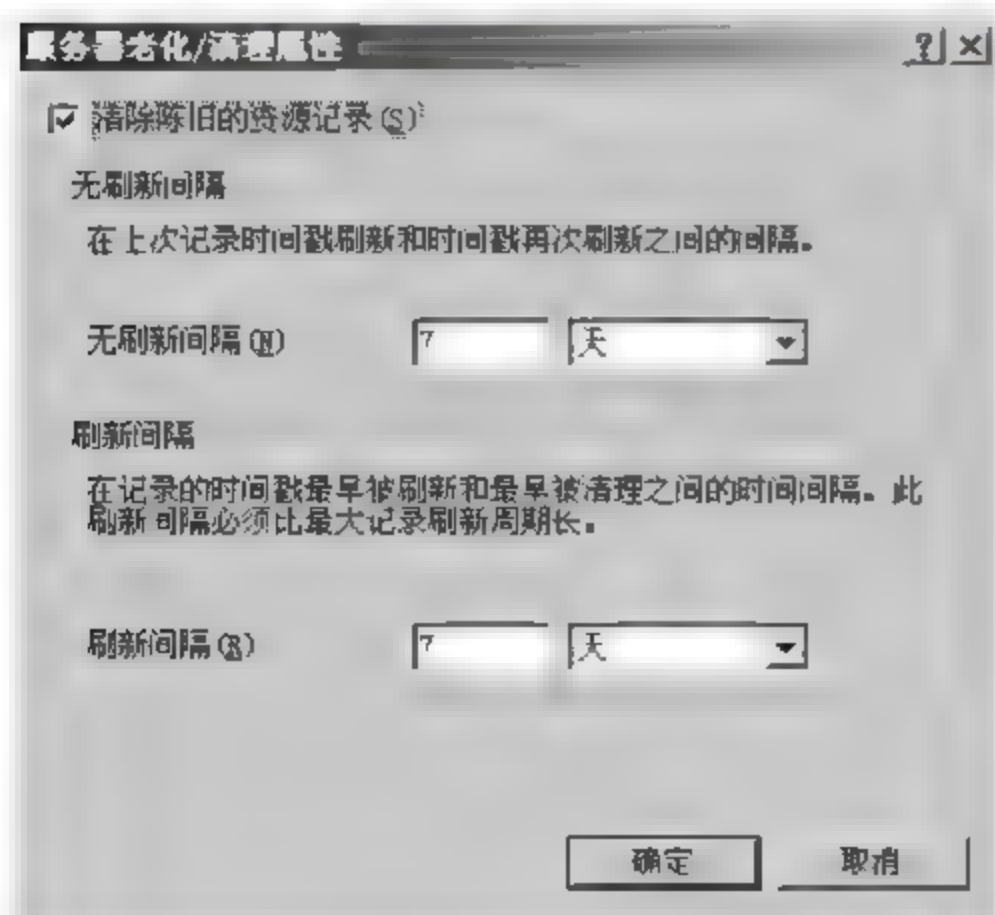 服务器老化/清理属性
清除陈旧的资源记录(S)
无刷新间隔
在上次记录时间戳刷新和时间戳再次刷新之间的间隔。
无刷新间隔(N)
7
天
刷新间隔
在记录的时间戳最早被刷新和最早被清理之间的时间间隔。此
刷新间隔必须比最大记录刷新周期长。
刷新间隔(R)
7
天
确定
取消